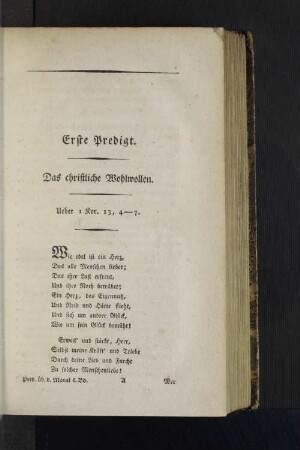 Erste Predigt.
Das christliche Wohlwollen.
Ueber 1 Kor. 13, 4—7.
Wie edel ist ein Herz,
Das alle Menschen liebet;
Das ihre Lust erfreut,
Und ihre Noth betrübet;
Ein Herz, das Eigennutz,
Und Neid und Härte flieht,
Und sich um andrer Glück,
Wie um sein Glück bemüht!
Erweck' und stärke, Herr,
Selbst meine Kräft' und Triebe
Durch deine Lieb und Furcht
Zu solcher Menschenliebe!
Pred. üb. d. Moral 1. Bd. A Wer